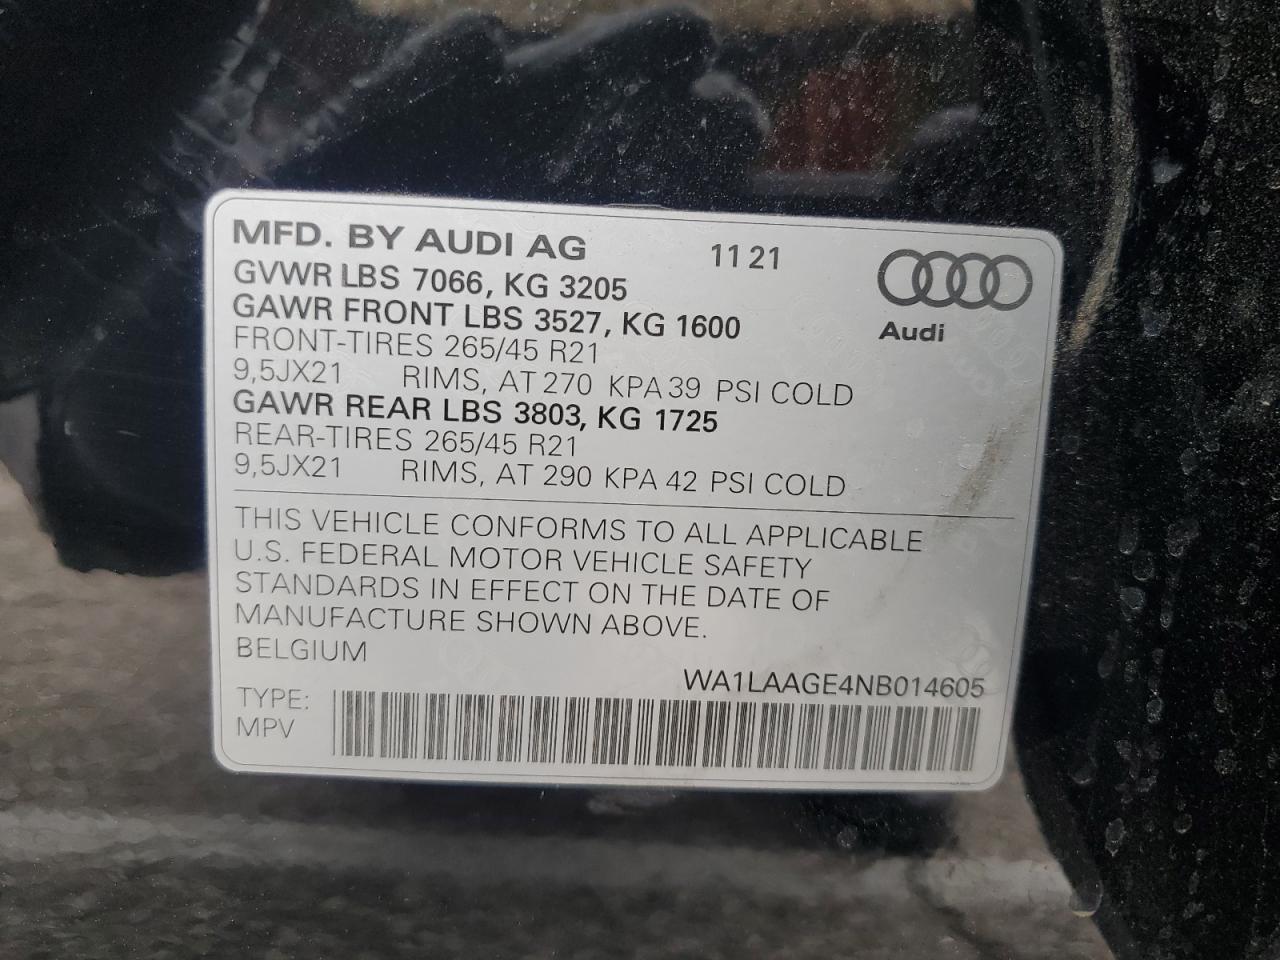 MFD. BY AUDI AG 11 21
GVWR LBS 7066, KG 3205
GAWR FRONT LBS 3527, KG 1600
Audi
FRONT-TIRES 265/45 R21
9,5JX21 RIMS, AT 270 KPA 39 PSI COLD
GAWR REAR LBS 3803, KG 1725
REAR-TIRES 265/45 R21
9,5JX21 RIMS, AT 290 KPA 42 PSI COLD
THIS VEHICLE CONFORMS TO ALL APPLICABLE
U.S. FEDERAL MOTOR VEHICLE SAFETY
STANDARDS IN EFFECT ON THE DATE OF
MANUFACTURE SHOWN ABOVE.
BELGIUM
WA1LAAGE4NB014605
TYPE:
MPV